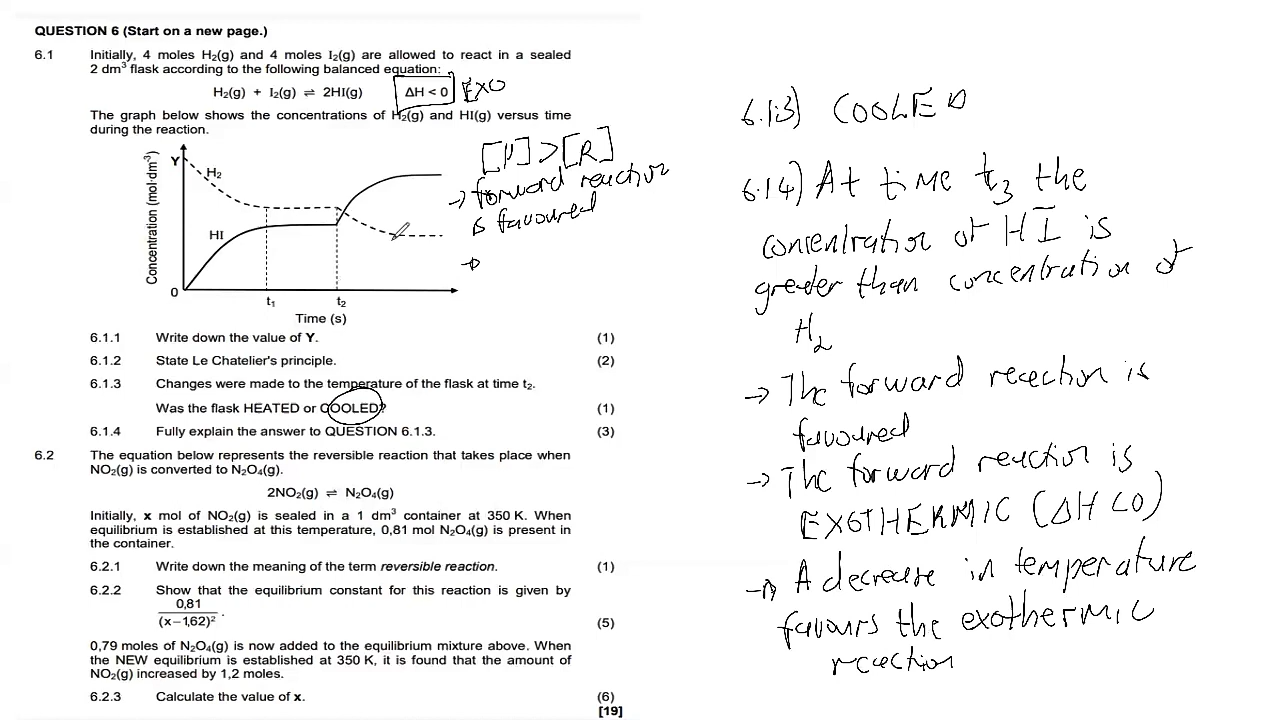 QUESTION 6 (Start on a new page.)
6.1 Initially, 4 moles H₂(g) and 4 moles I₂(g) are allowed to react in a sealed
2 dm³ flask according to the following balanced equation:
H₂(g) + I₂(g) ⇌ 2HI(g) ΔH < 0 EXO
The graph below shows the concentrations of H₂(g) and HI(g) versus time
during the reaction.
Concentration (mol·dm⁻³)
Y
H₂
HI
0
t₁ t₂
Time (s)
[P] > [R]
→ forward reaction
is favoured
→
6.1.1 Write down the value of Y. (1)
6.1.2 State Le Chatelier's principle. (2)
6.1.3 Changes were made to the temperature of the flask at time t₂.
Was the flask HEATED or COOLED? (1)
6.1.4 Fully explain the answer to QUESTION 6.1.3. (3)
6.2 The equation below represents the reversible reaction that takes place when
NO₂(g) is converted to N₂O₄(g).
2NO₂(g) ⇌ N₂O₄(g)
Initially, x mol of NO₂(g) is sealed in a 1 dm³ container at 350 K. When
equilibrium is established at this temperature, 0,81 mol N₂O₄(g) is present in
the container.
6.2.1 Write down the meaning of the term reversible reaction. (1)
6.2.2 Show that the equilibrium constant for this reaction is given by
0,81
(x−1,62)² . (5)
0,79 moles of N₂O₄(g) is now added to the equilibrium mixture above. When
the NEW equilibrium is established at 350 K, it is found that the amount of
NO₂(g) increased by 1,2 moles.
6.2.3 Calculate the value of x. (6)
[19]
6.1.3) COOLED
6.1.4) At time t₃ the
concentration of HI is
greater than concentration of
H₂
→ The forward reaction is
favoured
→ The forward reaction is
EXOTHERMIC (ΔH<0)
→ A decrease in temperature
favours the exothermic
reaction